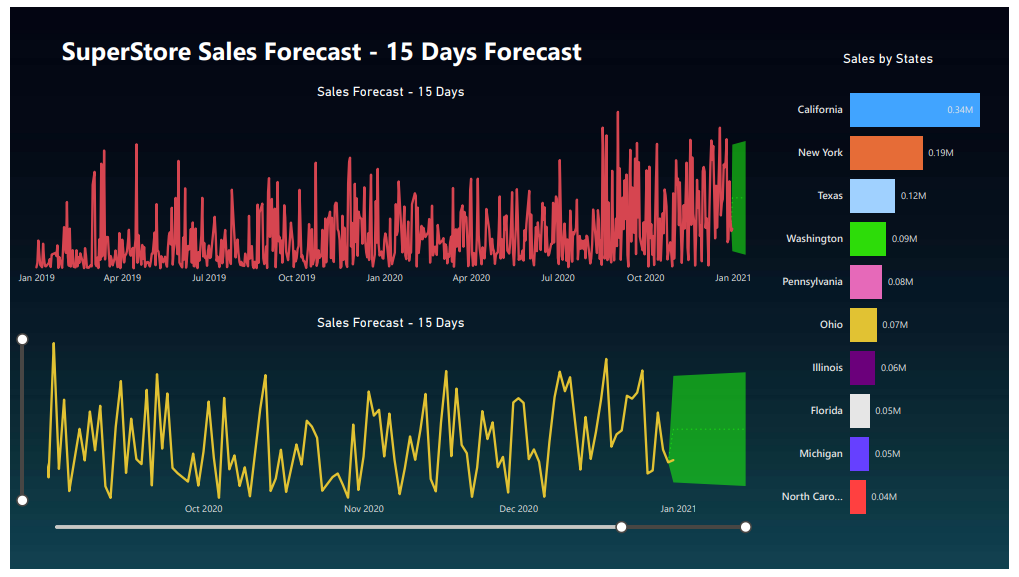 SuperStore Sales Forecast - 15 Days Forecast
Sales Forecast - 15 Days
Jan 2019 Apr 2019 Jul 2019 Oct 2019 Jan 2020 Apr 2020 Jul 2020 Oct 2020 Jan 2021
Sales Forecast - 15 Days
Oct 2020 Nov 2020 Dec 2020 Jan 2021
Sales by States
California 0.34M
New York 0.19M
Texas 0.12M
Washington 0.09M
Pennsylvania 0.08M
Ohio 0.07M
Illinois 0.06M
Florida 0.05M
Michigan 0.05M
North Caro... 0.04M